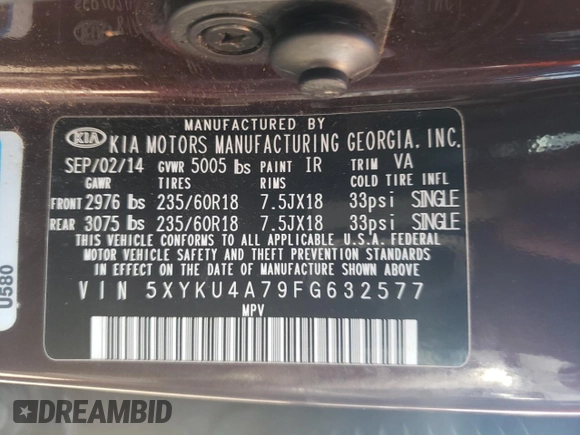 MANUFACTURED BY
KIA KIA MOTORS MANUFACTURING GEORGIA, INC.
SEP/02/14 GVWR 5005 lbs PAINT IR TRIM VA
GAWR TIRES RIMS COLD TIRE INFL
FRONT 2976 lbs 235/60R18 7.5JX18 33psi SINGLE
REAR 3075 lbs 235/60R18 7.5JX18 33psi SINGLE
THIS VEHICLE CONFORMS TO ALL APPLICABLE U.S.A. FEDERAL
MOTOR VEHICLE SAFETY AND THEFT PREVENTION STANDARDS
IN EFFECT ON THE DATE OF MANUFACTURE SHOWN ABOVE.
VIN 5XYKU4A79FG632577
MPV
U580
DREAMBID